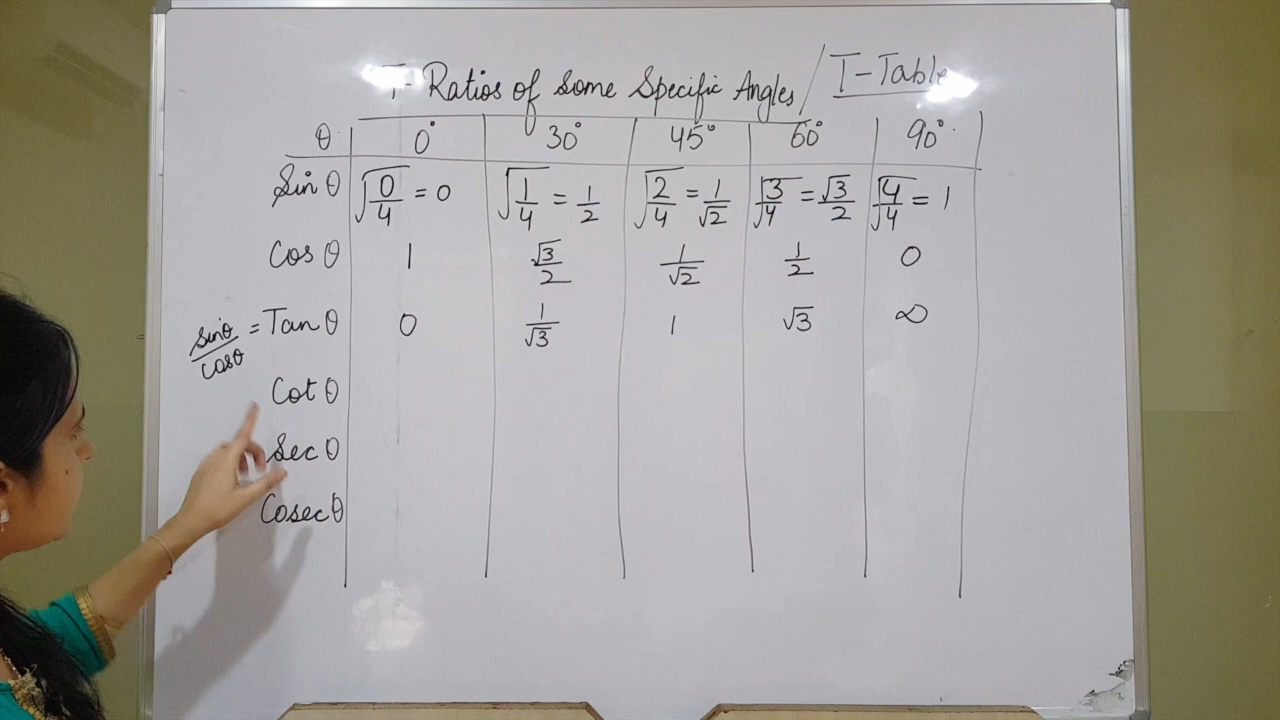 T- Ratios of Some Specific Angles / T-Table
θ 0° 30° 45° 60° 90°
Sin θ √0/4 = 0 √1/4 = 1/2 √2/4 = 1/√2 √3/4 = √3/2 √4/4 = 1
Cos θ 1 √3/2 1/√2 1/2 0
sinθ/cosθ = Tan θ 0 1/√3 1 √3 ∞
Cot θ
Sec θ
Cosec θ